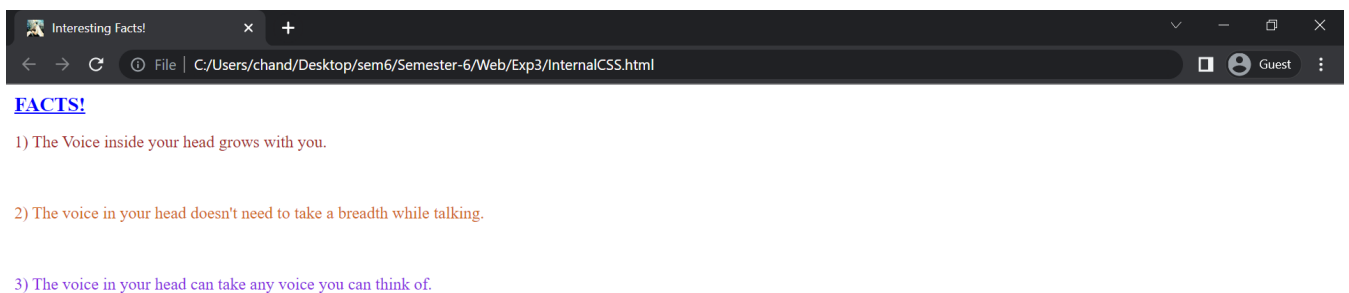 Interesting Facts!
File | C:/Users/chand/Desktop/sem6/Semester-6/Web/Exp3/InternalCSS.html
Guest
FACTS!
1) The Voice inside your head grows with you.
2) The voice in your head doesn't need to take a breadth while talking.
3) The voice in your head can take any voice you can think of.